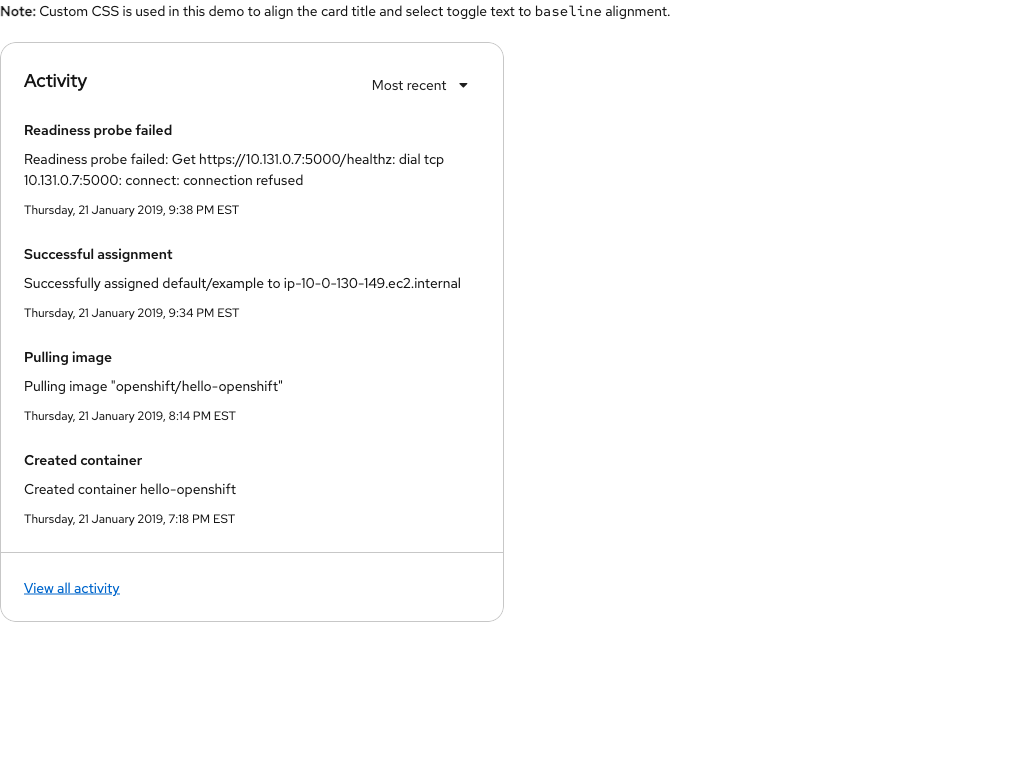 Note: Custom CSS is used in this demo to align the card title and select toggle text to baseline alignment.
Activity
Most recent
Readiness probe failed
Readiness probe failed: Get https://10.131.0.7:5000/healthz: dial tcp
10.131.0.7:5000: connect: connection refused
Thursday, 21 January 2019, 9:38 PM EST
Successful assignment
Successfully assigned default/example to ip-10-0-130-149.ec2.internal
Thursday, 21 January 2019, 9:34 PM EST
Pulling image
Pulling image "openshift/hello-openshift"
Thursday, 21 January 2019, 8:14 PM EST
Created container
Created container hello-openshift
Thursday, 21 January 2019, 7:18 PM EST
View all activity